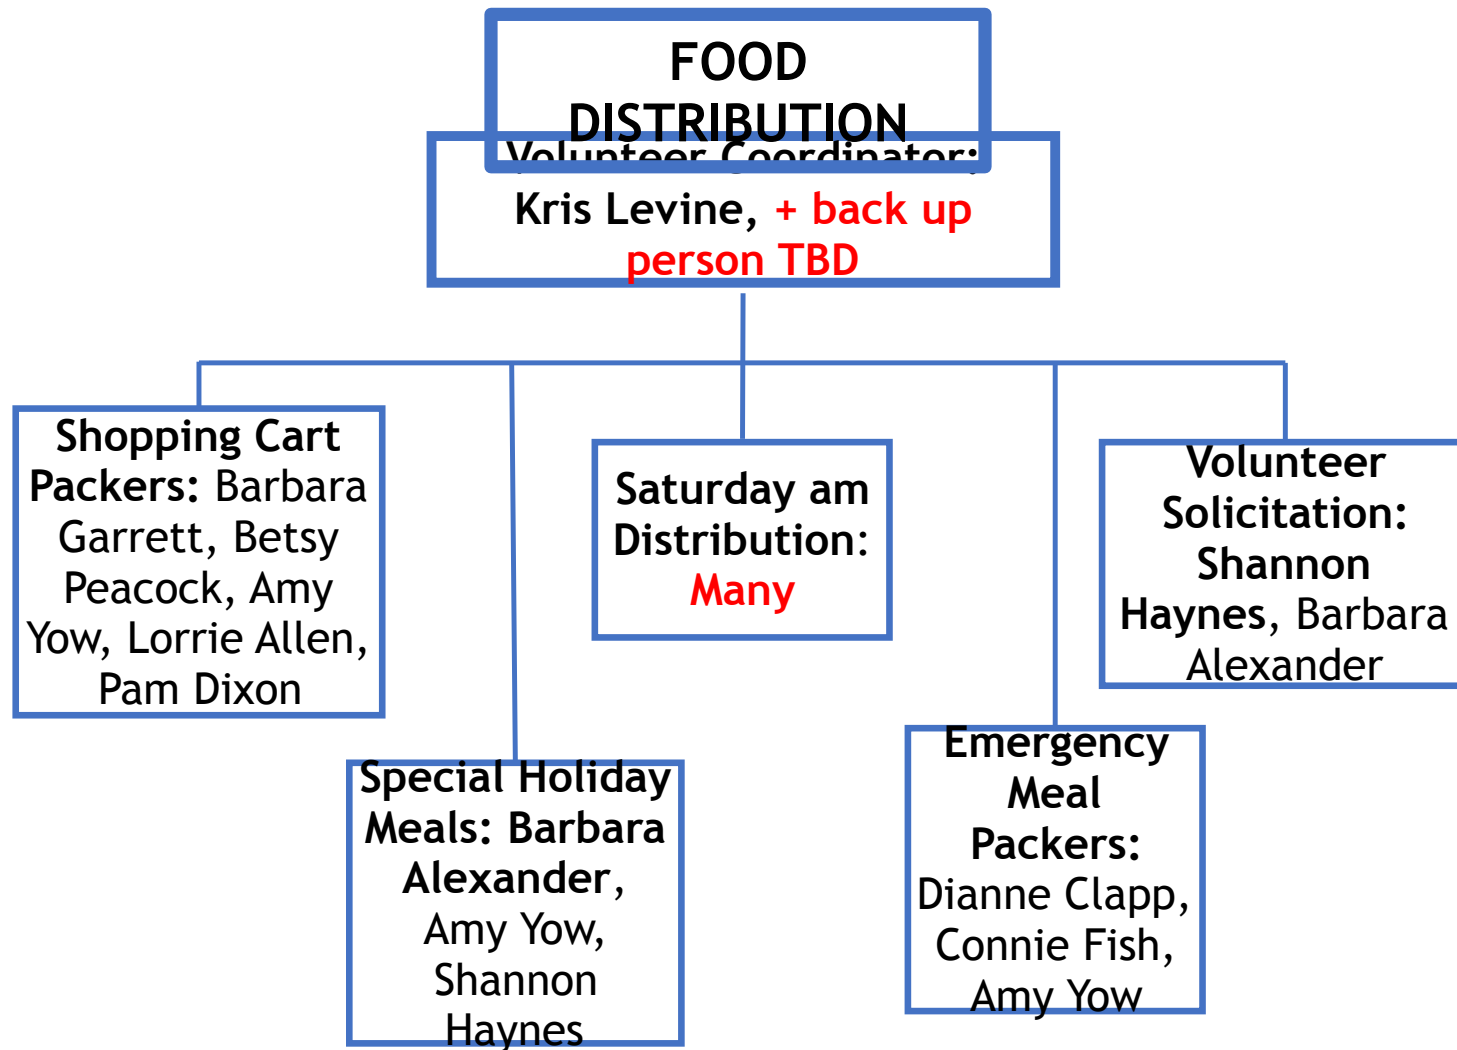 FOOD
DISTRIBUTION
Volunteer Coordinator:
Kris Levine, + back up
person TBD
Shopping Cart
Packers: Barbara
Garrett, Betsy
Peacock, Amy
Yow, Lorrie Allen,
Pam Dixon
Special Holiday
Meals: Barbara
Alexander,
Amy Yow,
Shannon
Haynes
Saturday am
Distribution:
Many
Emergency
Meal
Packers:
Dianne Clapp,
Connie Fish,
Amy Yow
Volunteer
Solicitation:
Shannon
Haynes, Barbara
Alexander